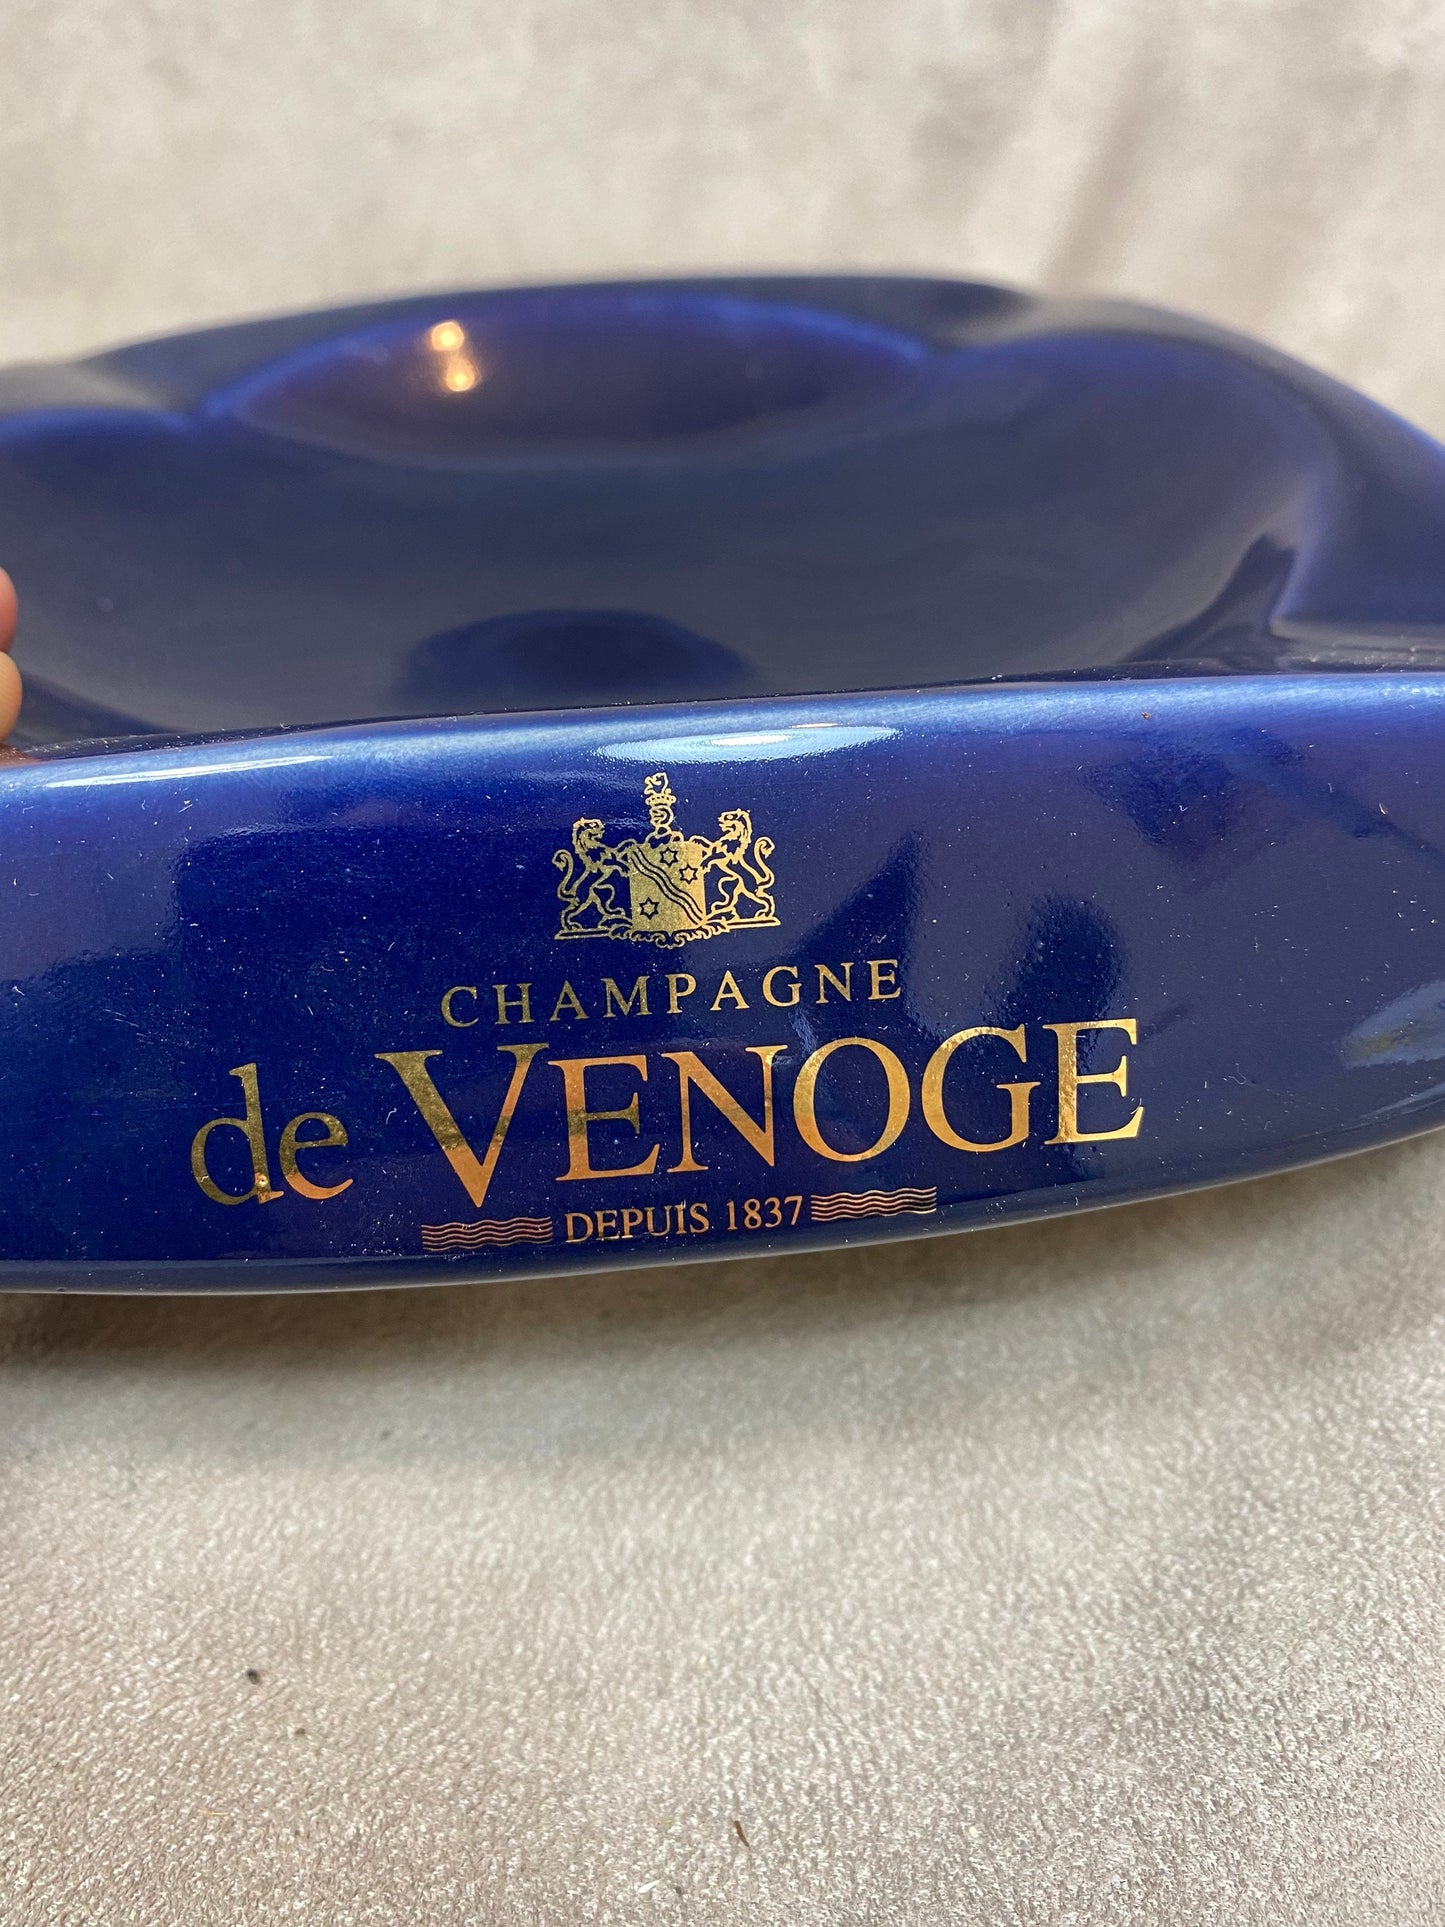 CHAMPAGNE
de VENOGE
DEPUIS 1837